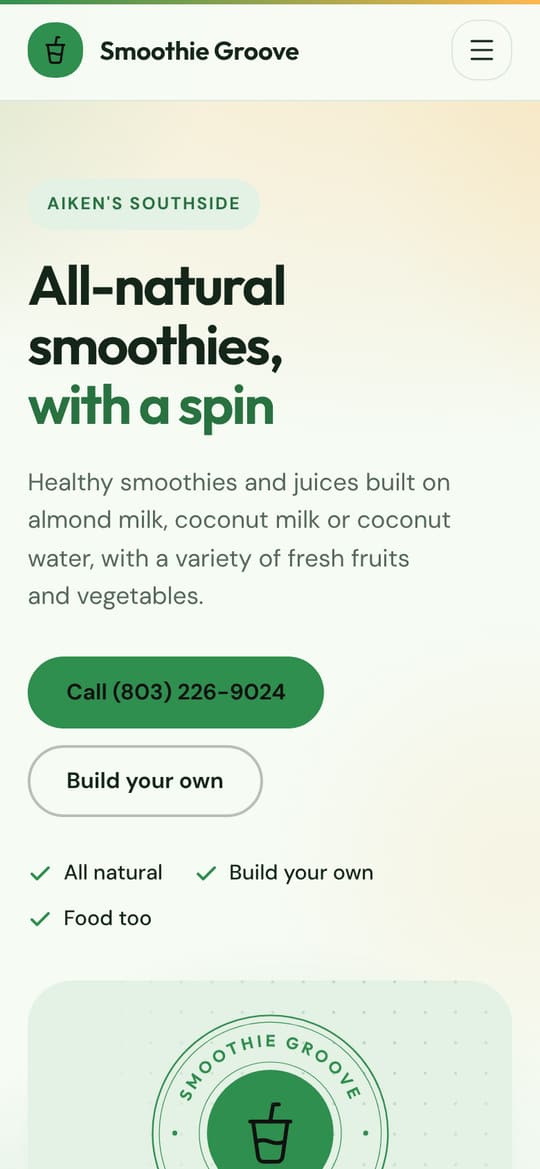 Smoothie Groove
AIKEN'S SOUTHSIDE
All-natural
smoothies,
with a spin
Healthy smoothies and juices built on
almond milk, coconut milk or coconut
water, with a variety of fresh fruits
and vegetables.
Call (803) 226-9024
Build your own
All natural
Build your own
Food too
SMOOTHIE GROOVE